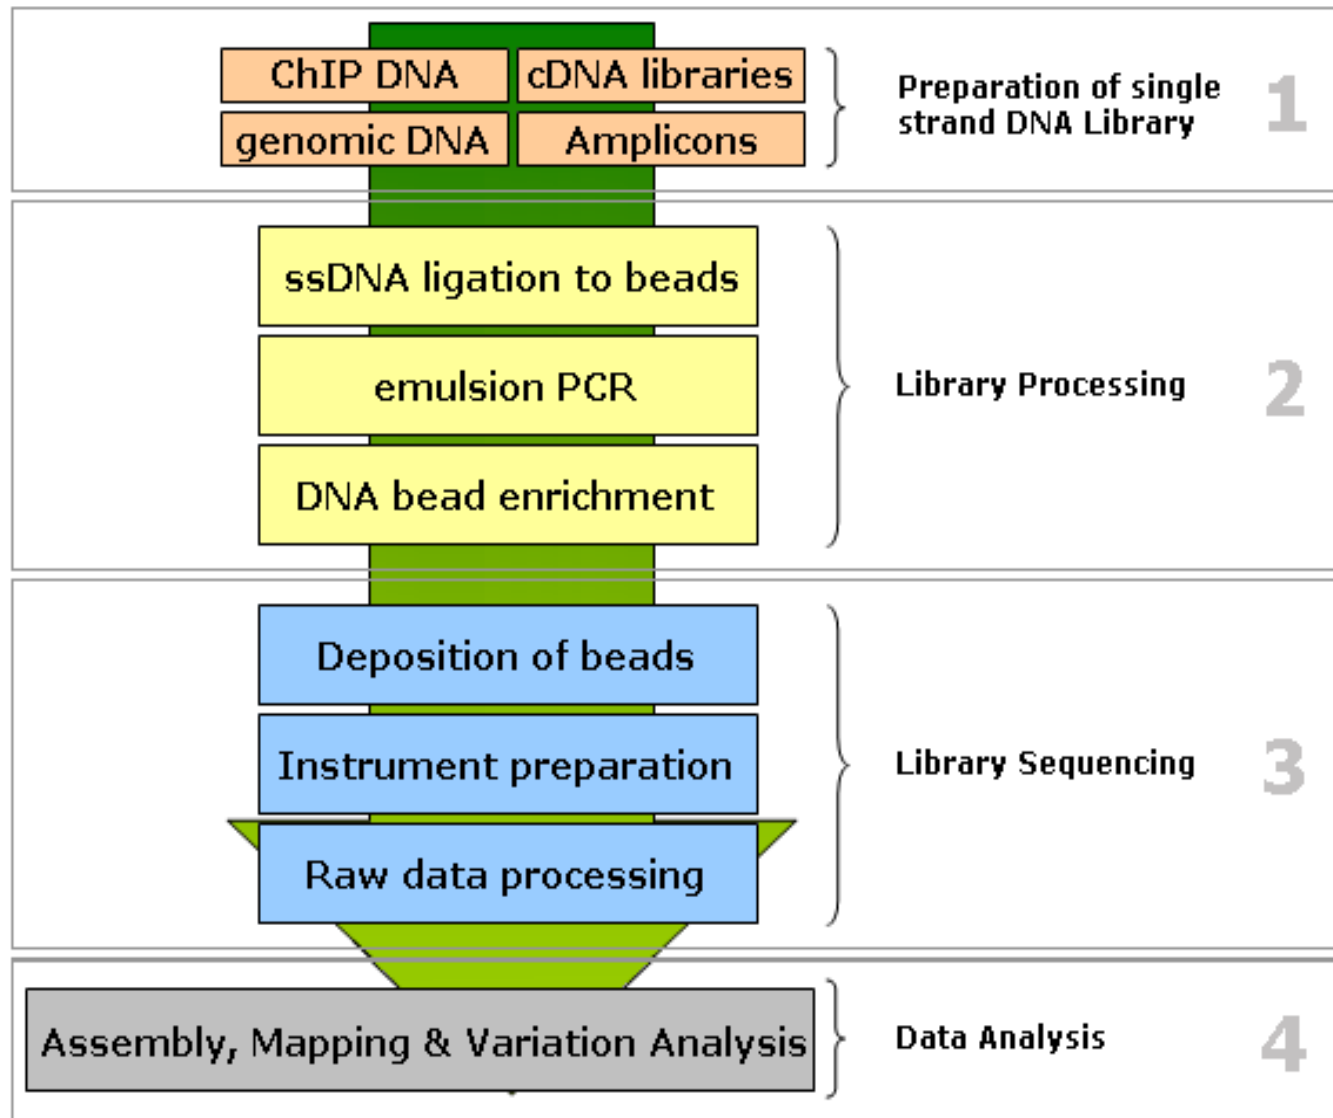 ChIP DNA
cDNA libraries
genomic DNA
Amplicons
Preparation of single
strand DNA Library
1
ssDNA ligation to beads
emulsion PCR
DNA bead enrichment
Library Processing
2
Deposition of beads
Instrument preparation
Raw data processing
Library Sequencing
3
Assembly, Mapping & Variation Analysis
Data Analysis
4